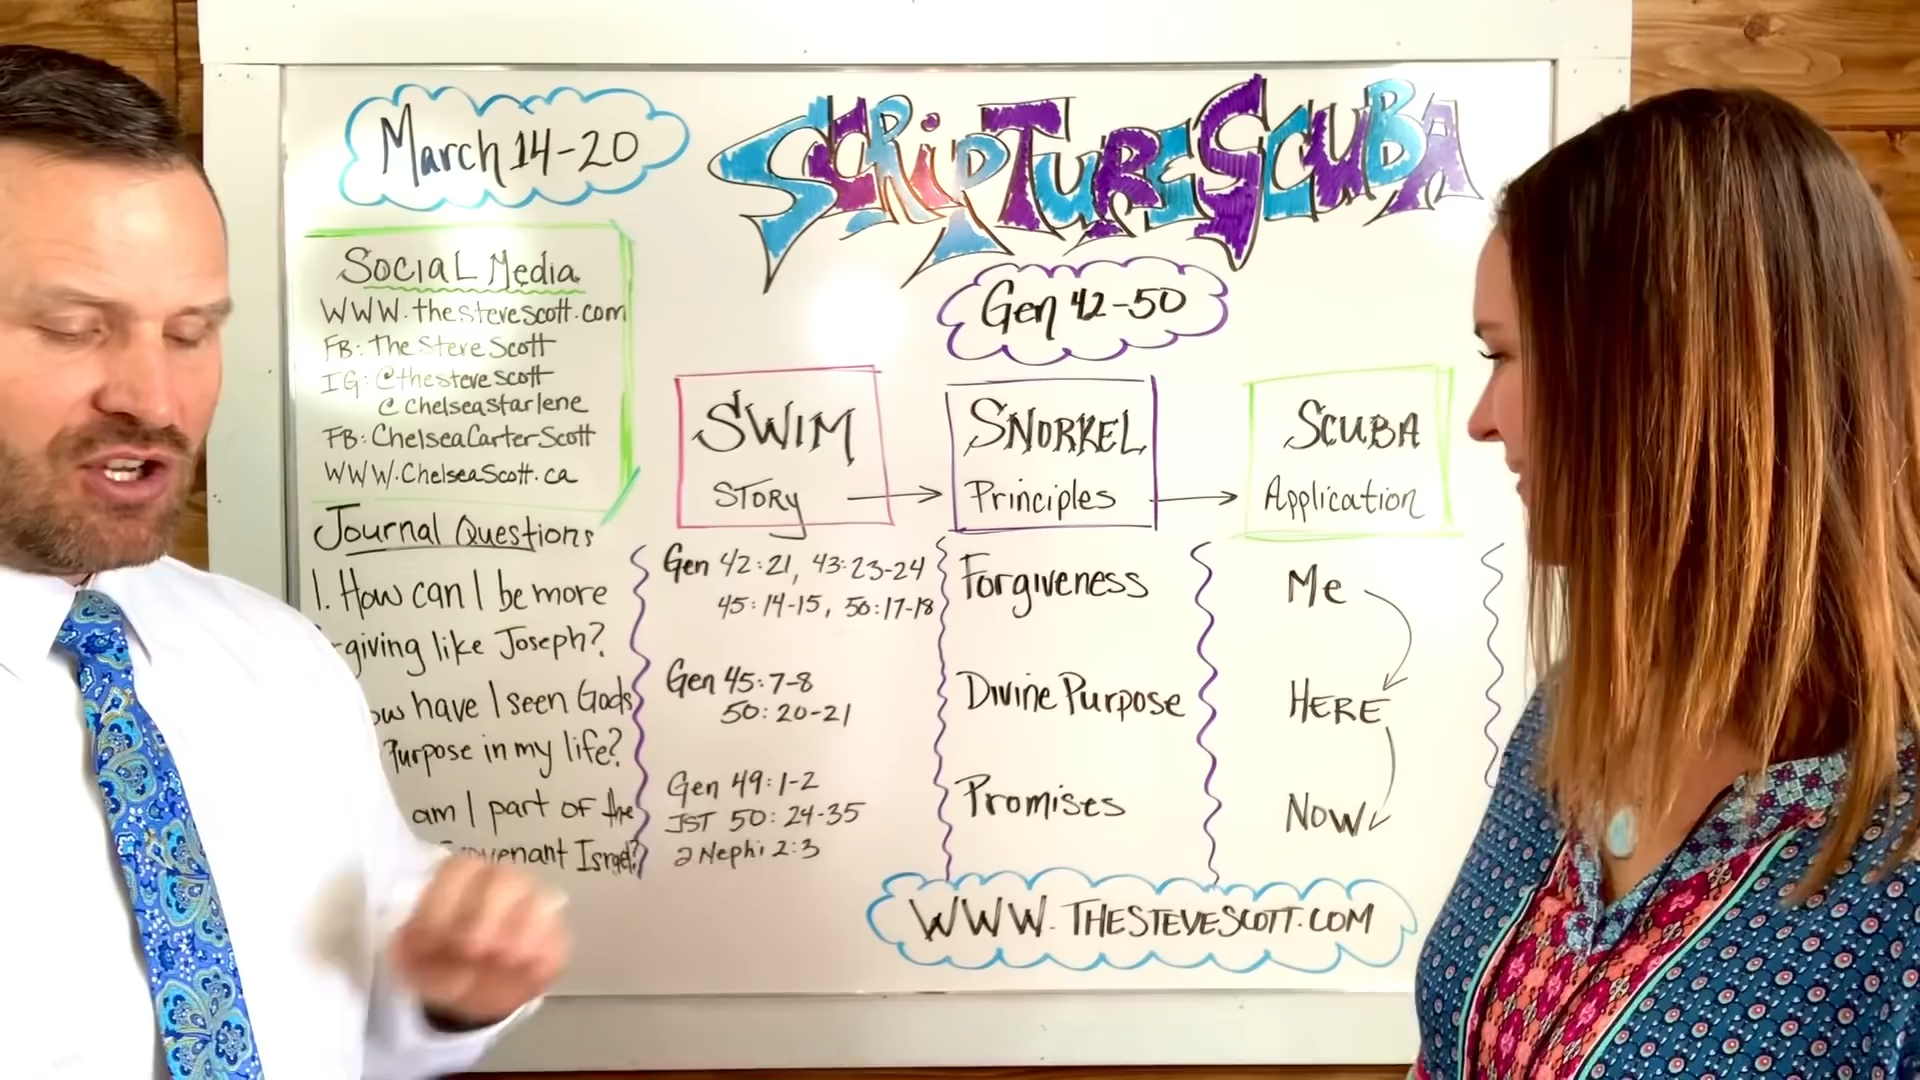 March 14-20
SCRIPTURE SCUBA
Gen 42-50
Social Media
WWW.thestevescott.com
FB: The Steve Scott
IG: @thestevescott
@chelseastarlene
FB: ChelseaCarterScott
WWW.ChelseaScott.ca
Journal Questions
1. How can I be more
giving like Joseph?
have I seen Gods
Purpose in my life?
am I part of the
Israel?
SWIM
STORY
Gen 42:21, 43:23-24
45:14-15, 50:17-18
Gen 45:7-8
50:20-21
Gen 49:1-2
JST 50:24-35
2 Nephi 2:3
SNORKEL
Principles
Forgiveness
Divine Purpose
Promises
SCUBA
Application
Me
HERE
NOW
WWW.THESTEVESCOTT.COM